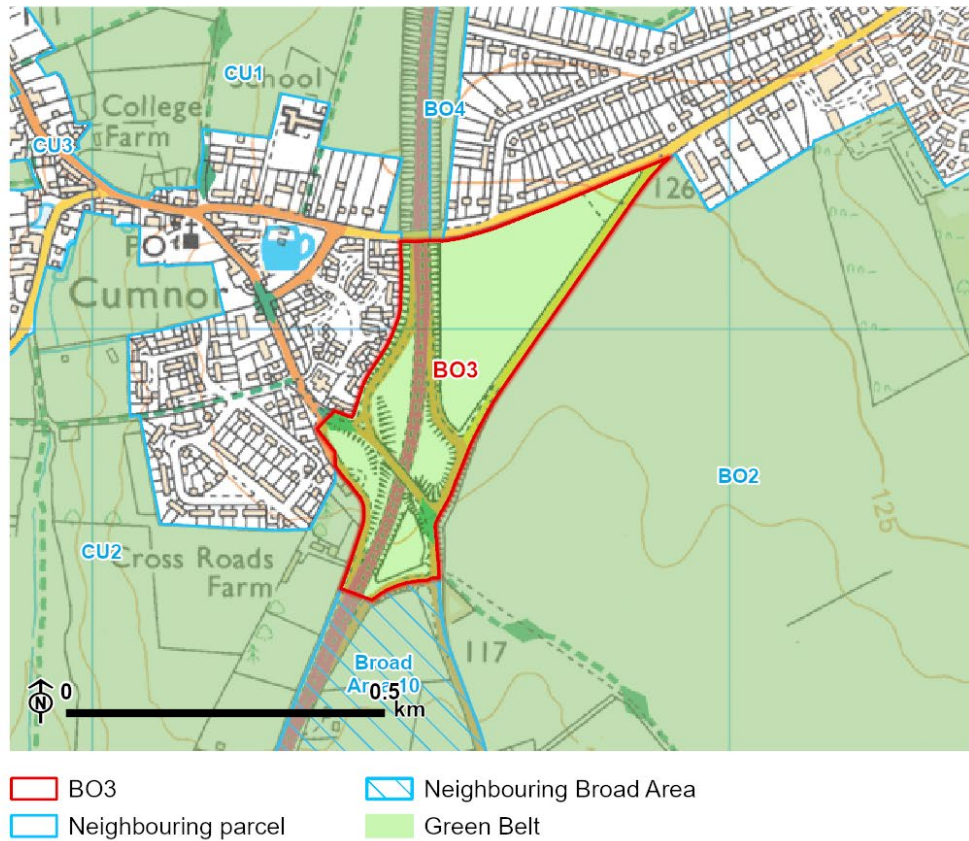 CU1
School
College
Farm
BO4
CU3
126
Cumnor
BO3
BO2
125
CU2
Cross Roads
Farm
117
Broad
Area 10
N
0
0.5
km
BO3
Neighbouring parcel
Neighbouring Broad Area
Green Belt